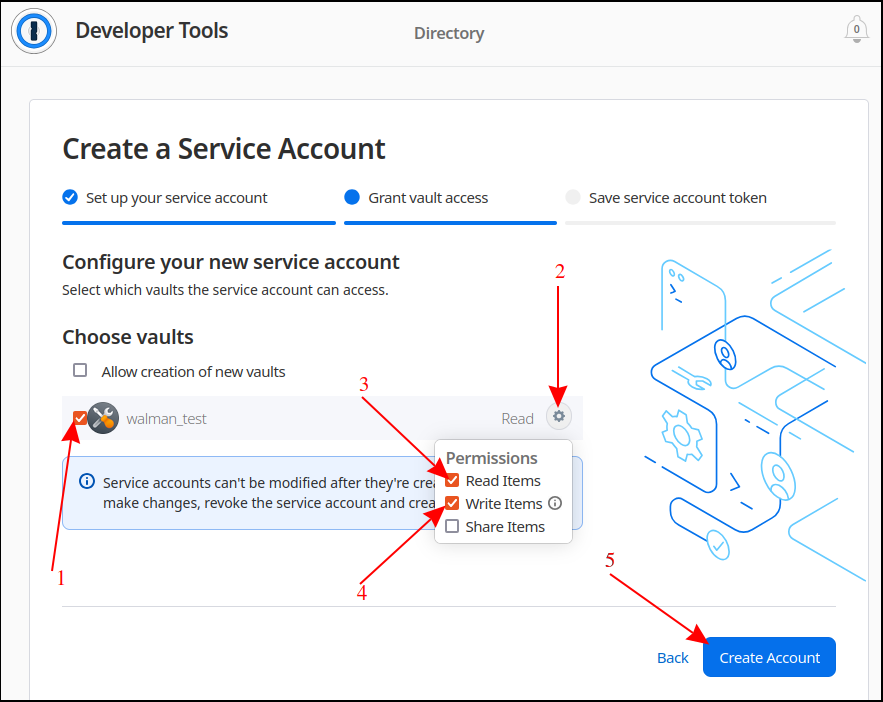 Developer Tools
Directory
0
Create a Service Account
Set up your service account
Grant vault access
Save service account token
Configure your new service account
2
Select which vaults the service account can access.
Choose vaults
Allow creation of new vaults
3
walman_test
Read
Permissions
Read Items
Write Items
Share Items
Service accounts can't be modified after they're crea
make changes, revoke the service account and crea
1
4
5
Back
Create Account